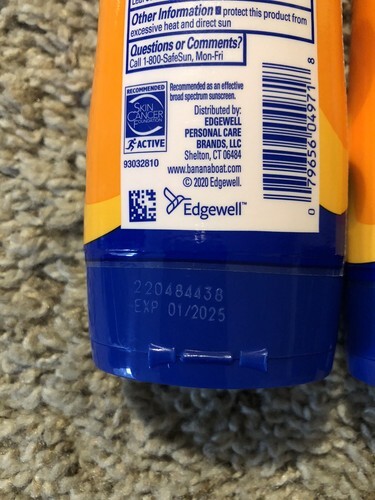 Other Information ■ protect this product from
excessive heat and direct sun
Questions or Comments?
Call 1-800-SafeSun, Mon-Fri
RECOMMENDED
SKIN
CANCER
FOUNDATION
ACTIVE
93032810
Recommended as an effective
broad spectrum sunscreen.
Distributed by:
EDGEWELL
PERSONAL CARE
BRANDS, LLC
Shelton, CT 06484
www.bananaboat.com
© 2020 Edgewell.
Edgewell™
0 79656 04971 8
220484438
EXP 01/2025